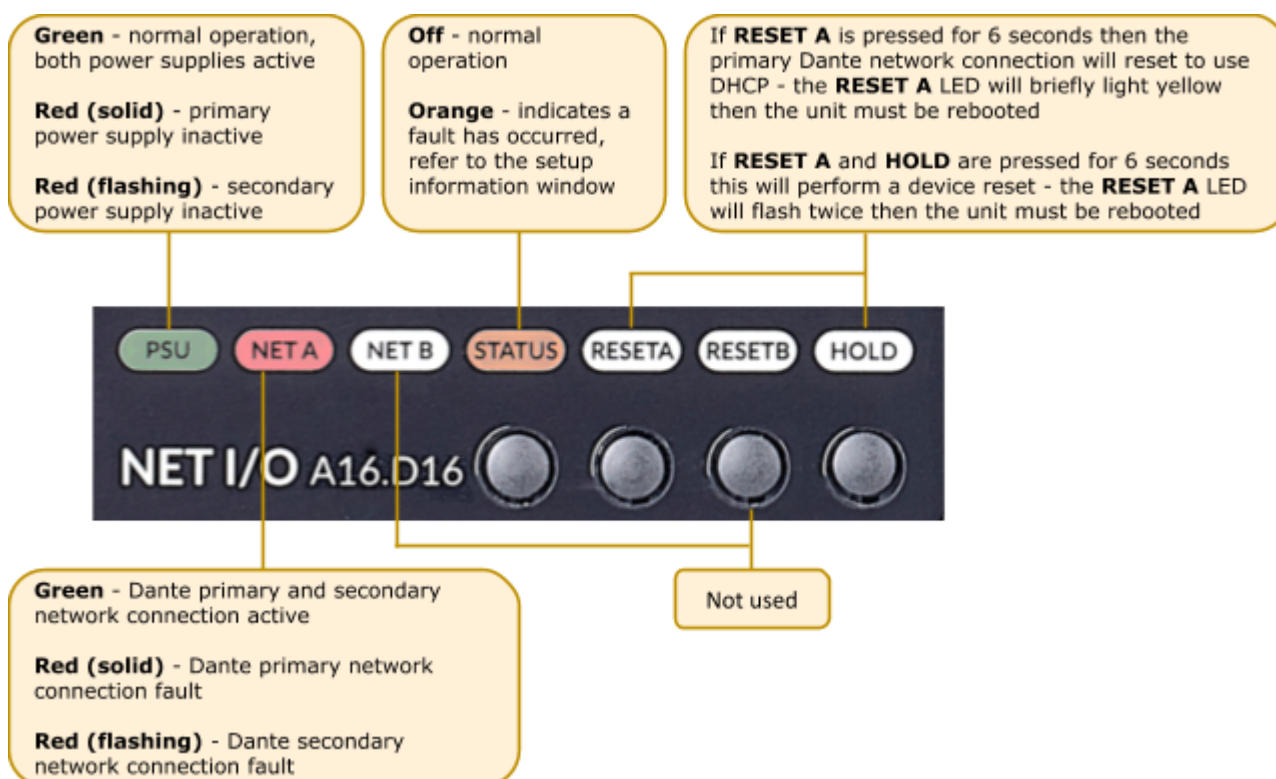 Green - normal operation,
both power supplies active
Red (solid) - primary
power supply inactive
Red (flashing) - secondary
power supply inactive
Off - normal
operation
Orange - indicates a
fault has occurred,
refer to the setup
information window
If RESET A is pressed for 6 seconds then the
primary Dante network connection will reset to use
DHCP - the RESET A LED will briefly light yellow
then the unit must be rebooted
If RESET A and HOLD are pressed for 6 seconds
this will perform a device reset - the RESET A LED
will flash twice then the unit must be rebooted
PSU NET A NET B STATUS RESETA RESETB HOLD
NET I/O A16.D16
Green - Dante primary and secondary
network connection active
Red (solid) - Dante primary network
connection fault
Red (flashing) - Dante secondary
network connection fault
Not used